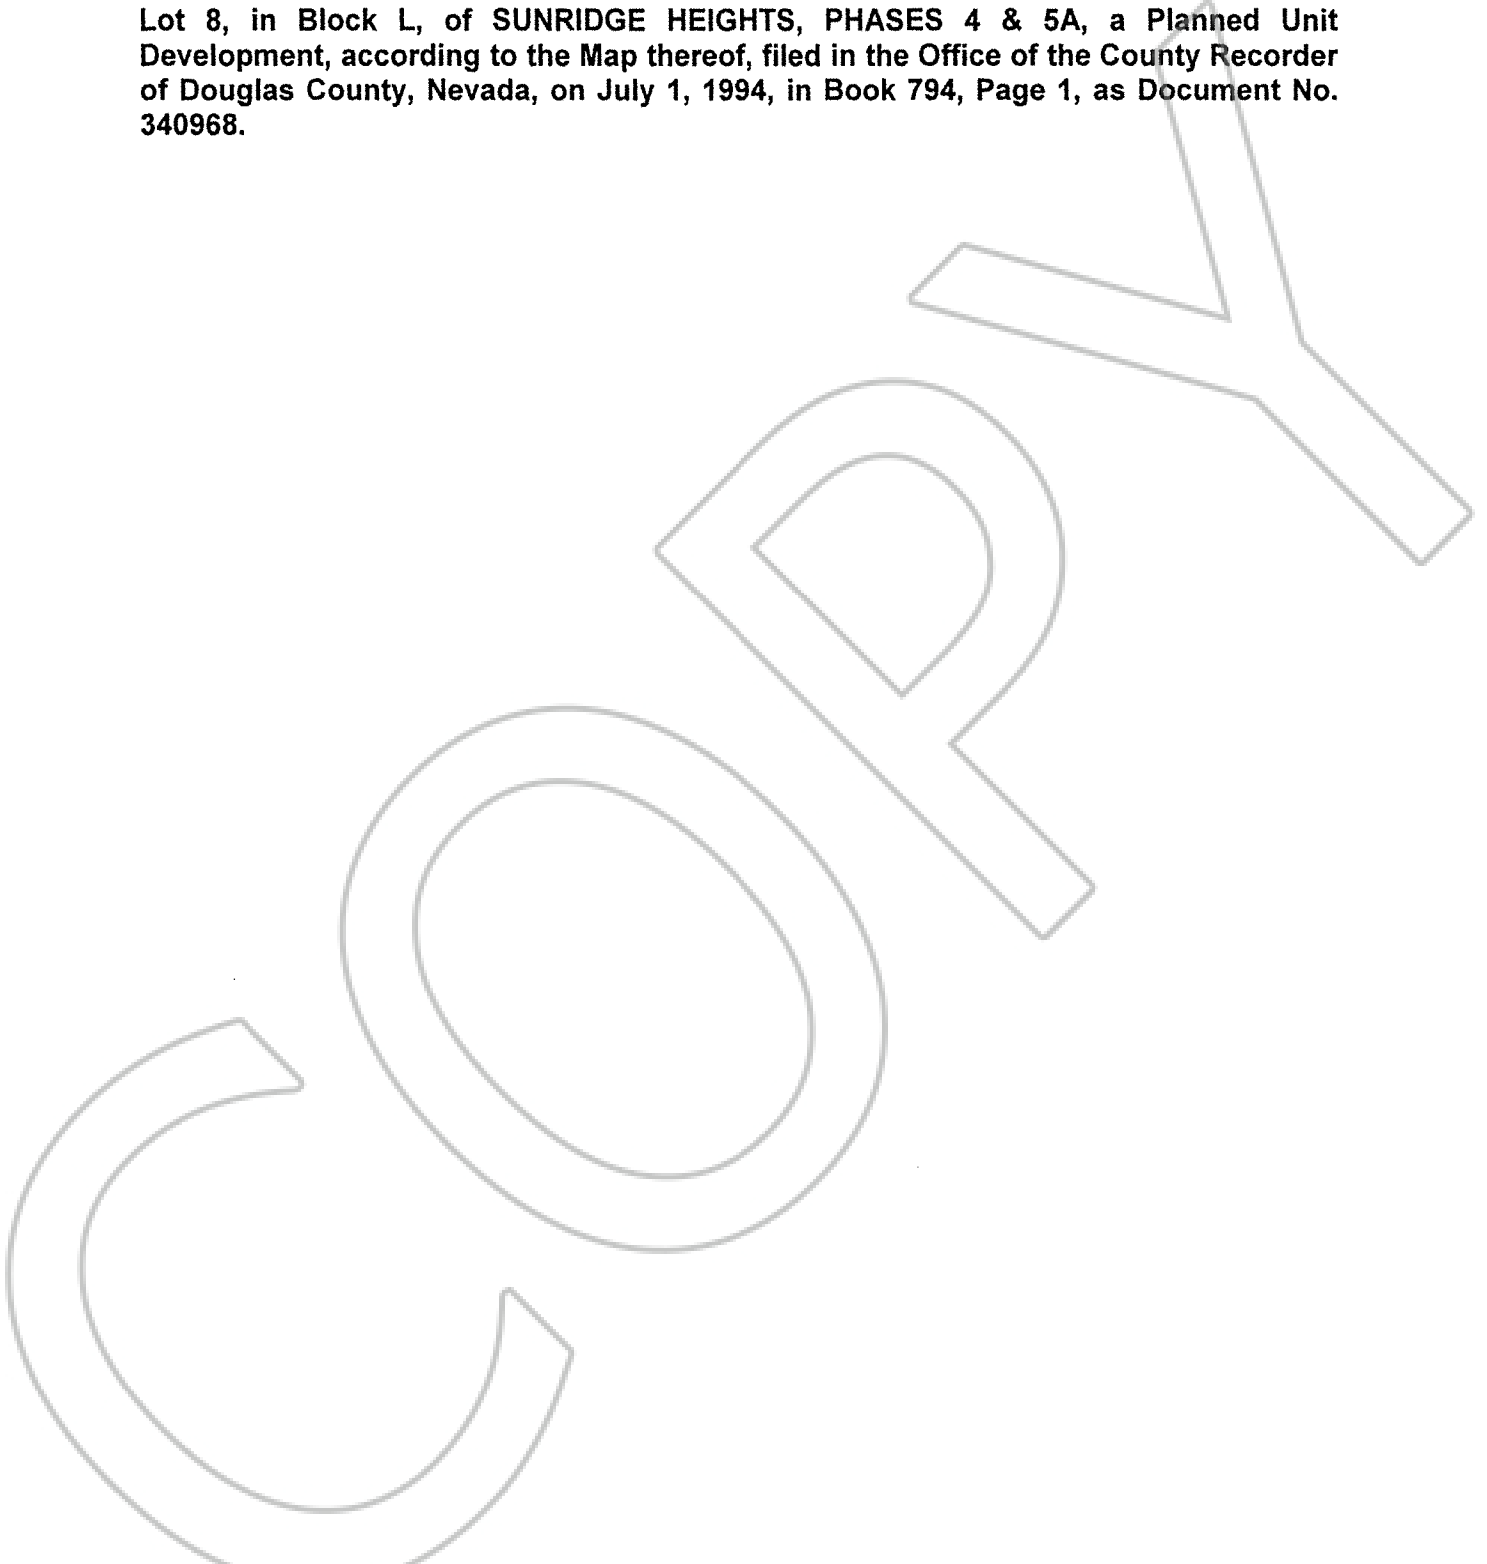 Lot 8, in Block L, of SUNRIDGE HEIGHTS, PHASES 4 & 5A, a Planned Unit
Development, according to the Map thereof, filed in the Office of the County Recorder
of Douglas County, Nevada, on July 1, 1994, in Book 794, Page 1, as Document No.
340968.
COPY